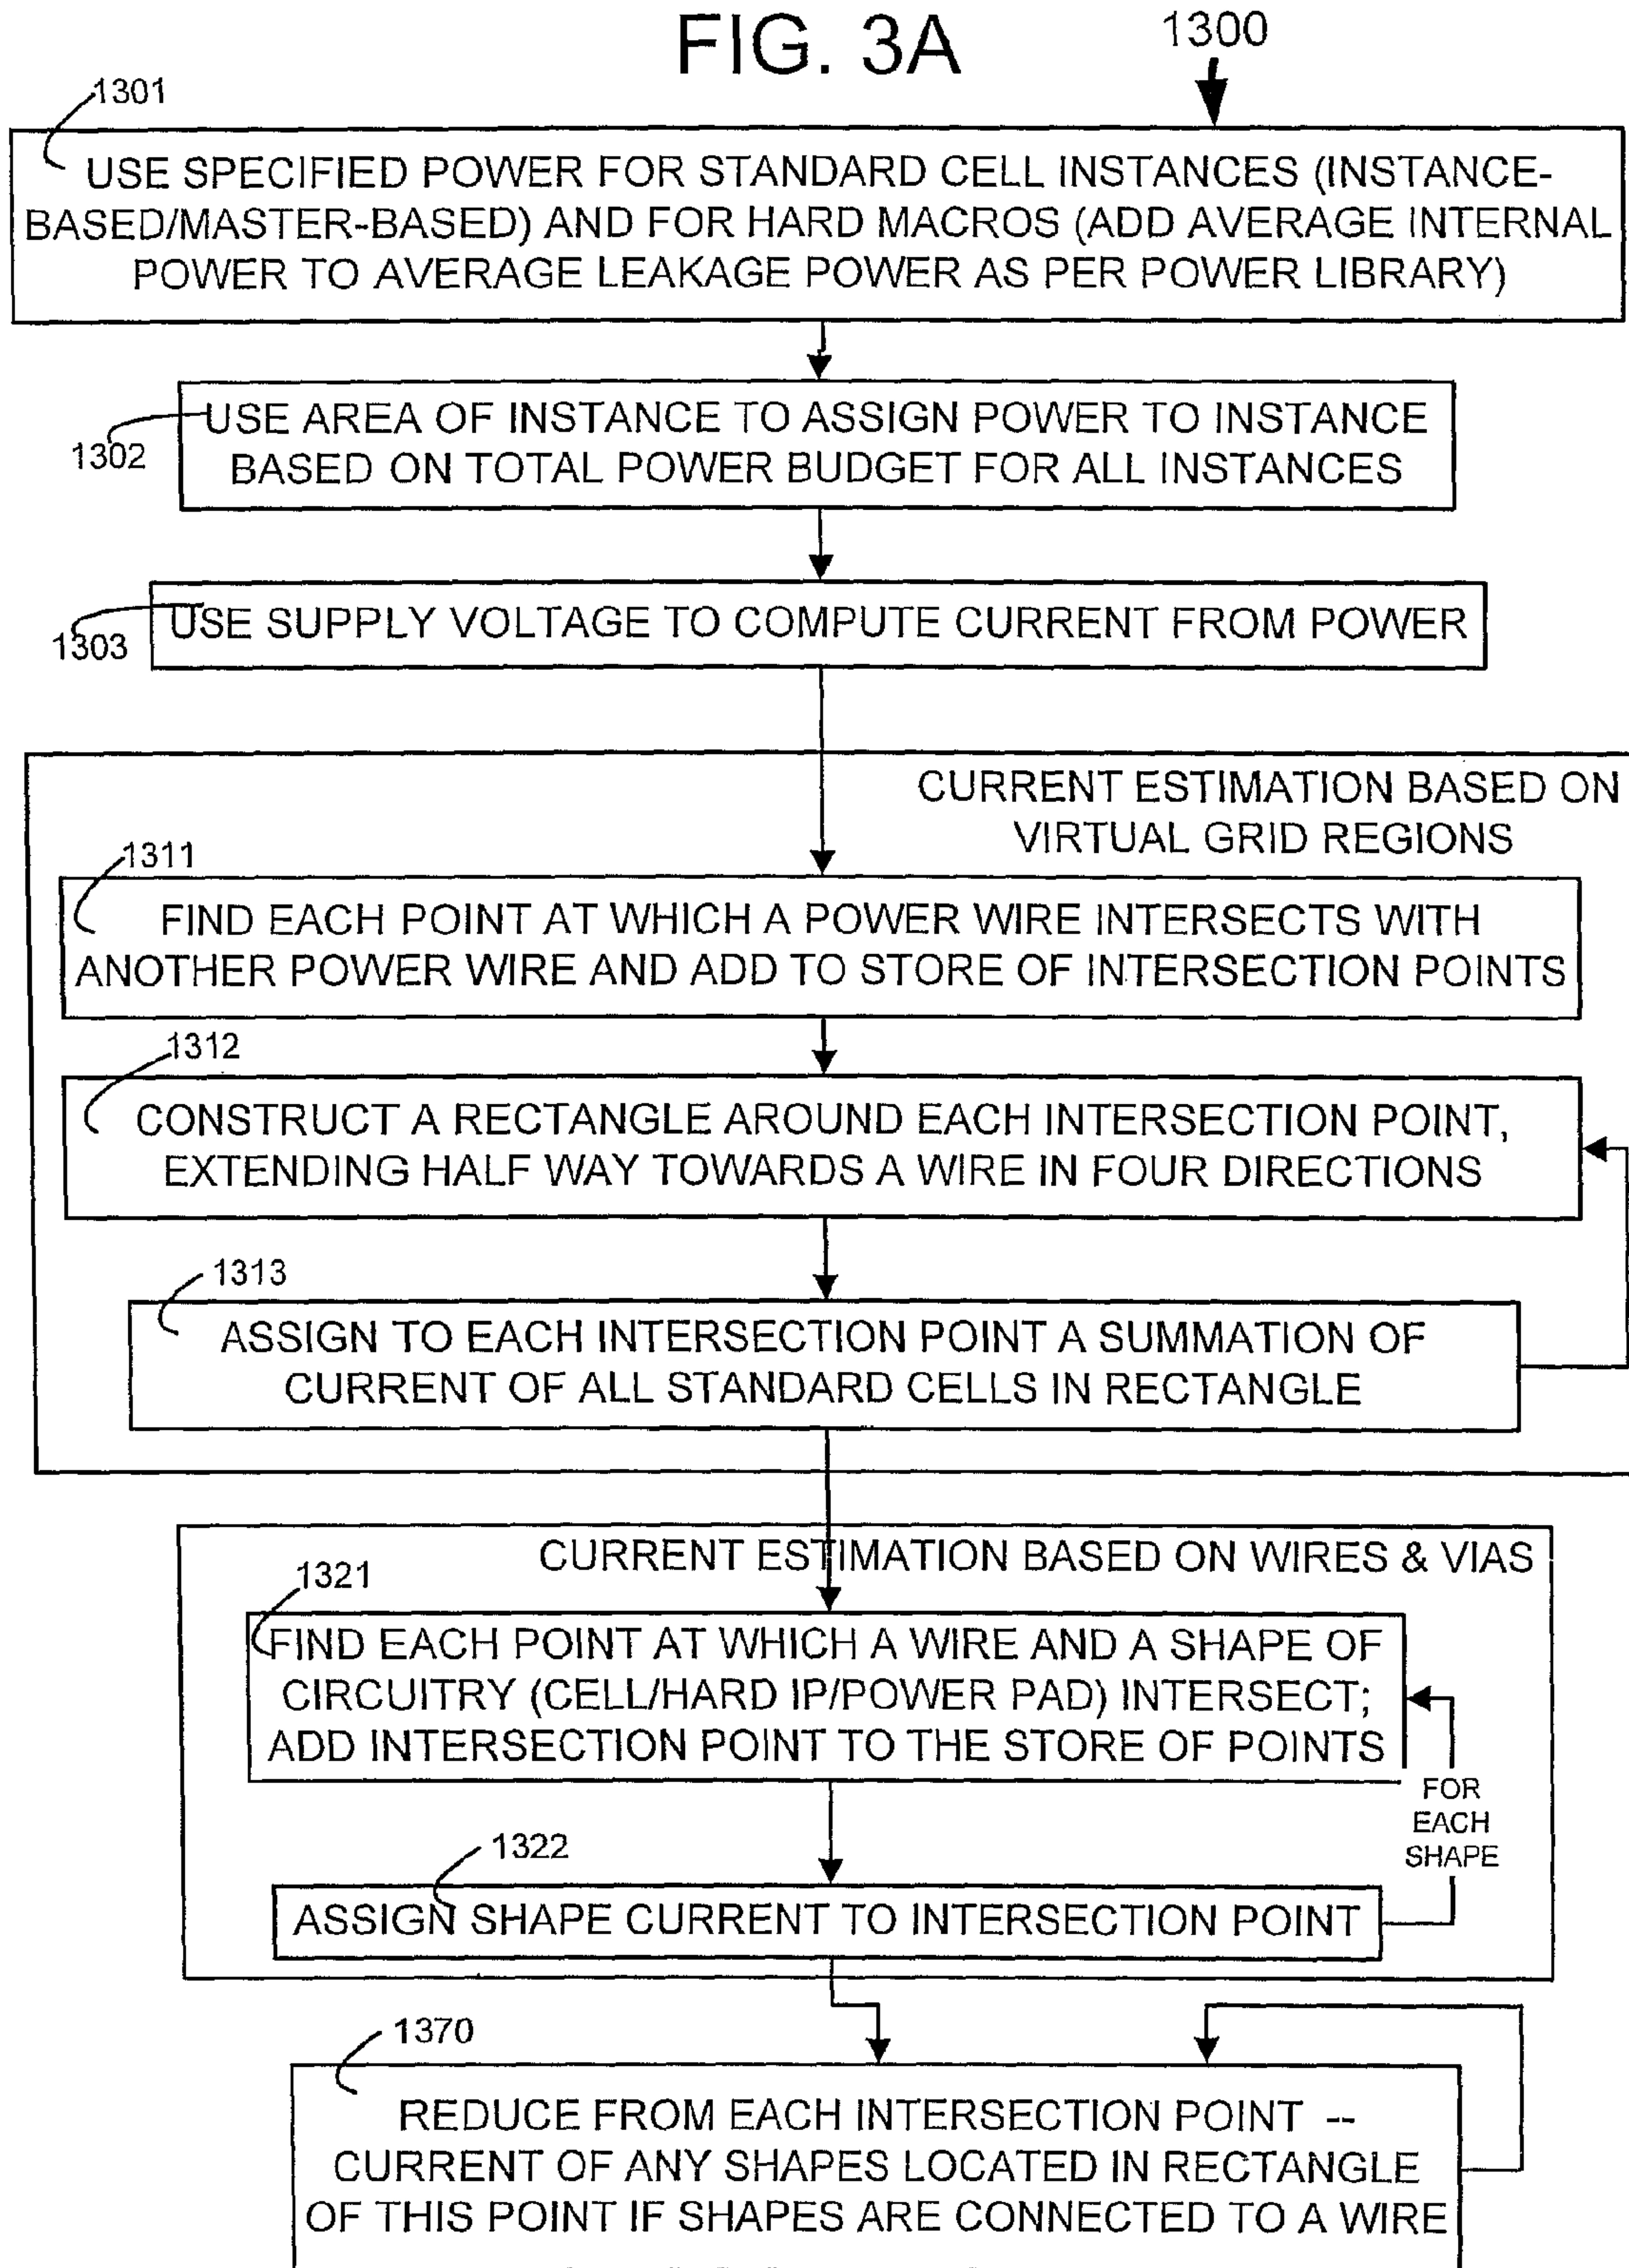 FIG. 3A
1300
1301
USE SPECIFIED POWER FOR STANDARD CELL INSTANCES (INSTANCE-
BASED/MASTER-BASED) AND FOR HARD MACROS (ADD AVERAGE INTERNAL
POWER TO AVERAGE LEAKAGE POWER AS PER POWER LIBRARY)
1302
USE AREA OF INSTANCE TO ASSIGN POWER TO INSTANCE
BASED ON TOTAL POWER BUDGET FOR ALL INSTANCES
1303
USE SUPPLY VOLTAGE TO COMPUTE CURRENT FROM POWER
CURRENT ESTIMATION BASED ON
VIRTUAL GRID REGIONS
1311
FIND EACH POINT AT WHICH A POWER WIRE INTERSECTS WITH
ANOTHER POWER WIRE AND ADD TO STORE OF INTERSECTION POINTS
1312
CONSTRUCT A RECTANGLE AROUND EACH INTERSECTION POINT,
EXTENDING HALF WAY TOWARDS A WIRE IN FOUR DIRECTIONS
1313
ASSIGN TO EACH INTERSECTION POINT A SUMMATION OF
CURRENT OF ALL STANDARD CELLS IN RECTANGLE
CURRENT ESTIMATION BASED ON WIRES & VIAS
1321
FIND EACH POINT AT WHICH A WIRE AND A SHAPE OF
CIRCUITRY (CELL/HARD IP/POWER PAD) INTERSECT;
ADD INTERSECTION POINT TO THE STORE OF POINTS
FOR
EACH
SHAPE
1322
ASSIGN SHAPE CURRENT TO INTERSECTION POINT
1370
REDUCE FROM EACH INTERSECTION POINT --
CURRENT OF ANY SHAPES LOCATED IN RECTANGLE
OF THIS POINT IF SHAPES ARE CONNECTED TO A WIRE